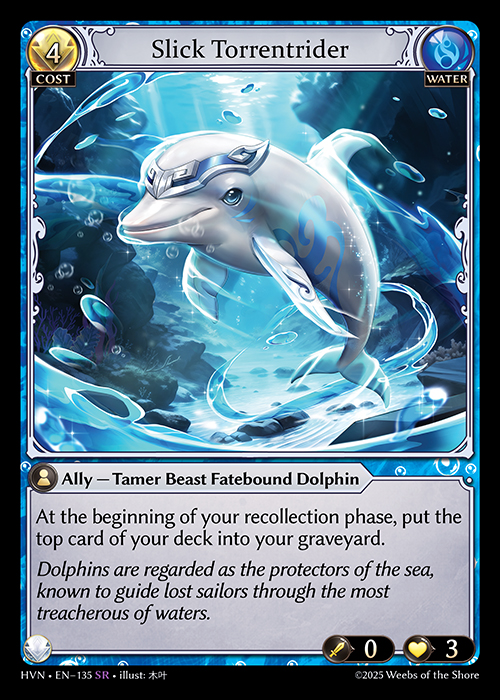 4
Slick Torrentrider
COST
WATER
Ally — Tamer Beast Fatebound Dolphin
At the beginning of your recollection phase, put the
top card of your deck into your graveyard.
Dolphins are regarded as the protectors of the sea,
known to guide lost sailors through the most
treacherous of waters.
0
3
HVN • EN-135 SR • illust: 木叶
©2025 Weebs of the Shore